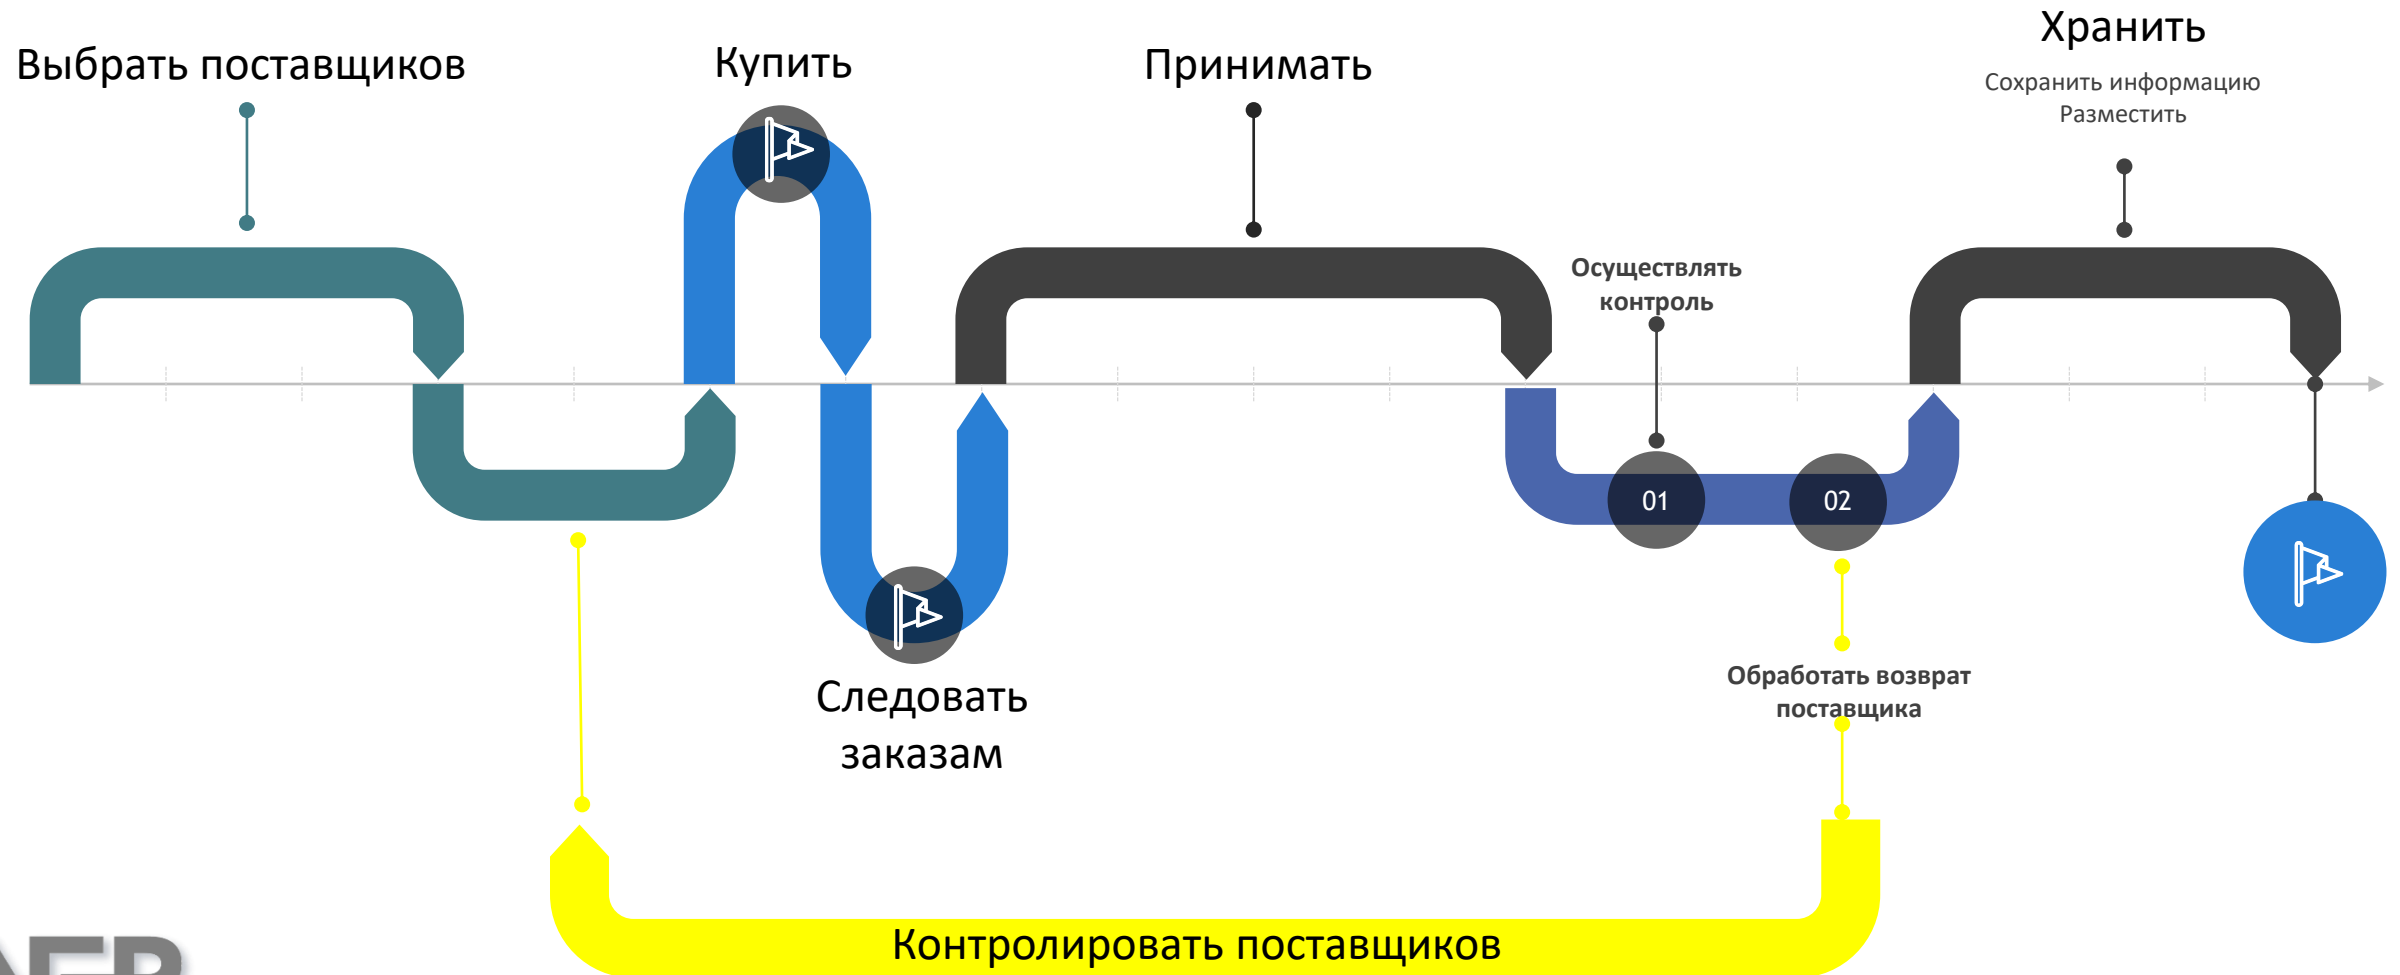 Хранить
Выбрать поставщиков
Купить
Принимать
Сохранить информацию
Разместить
Осуществлять
контроль
01
02
Обработать возврат
поставщика
Следовать
заказам
Контролировать поставщиков